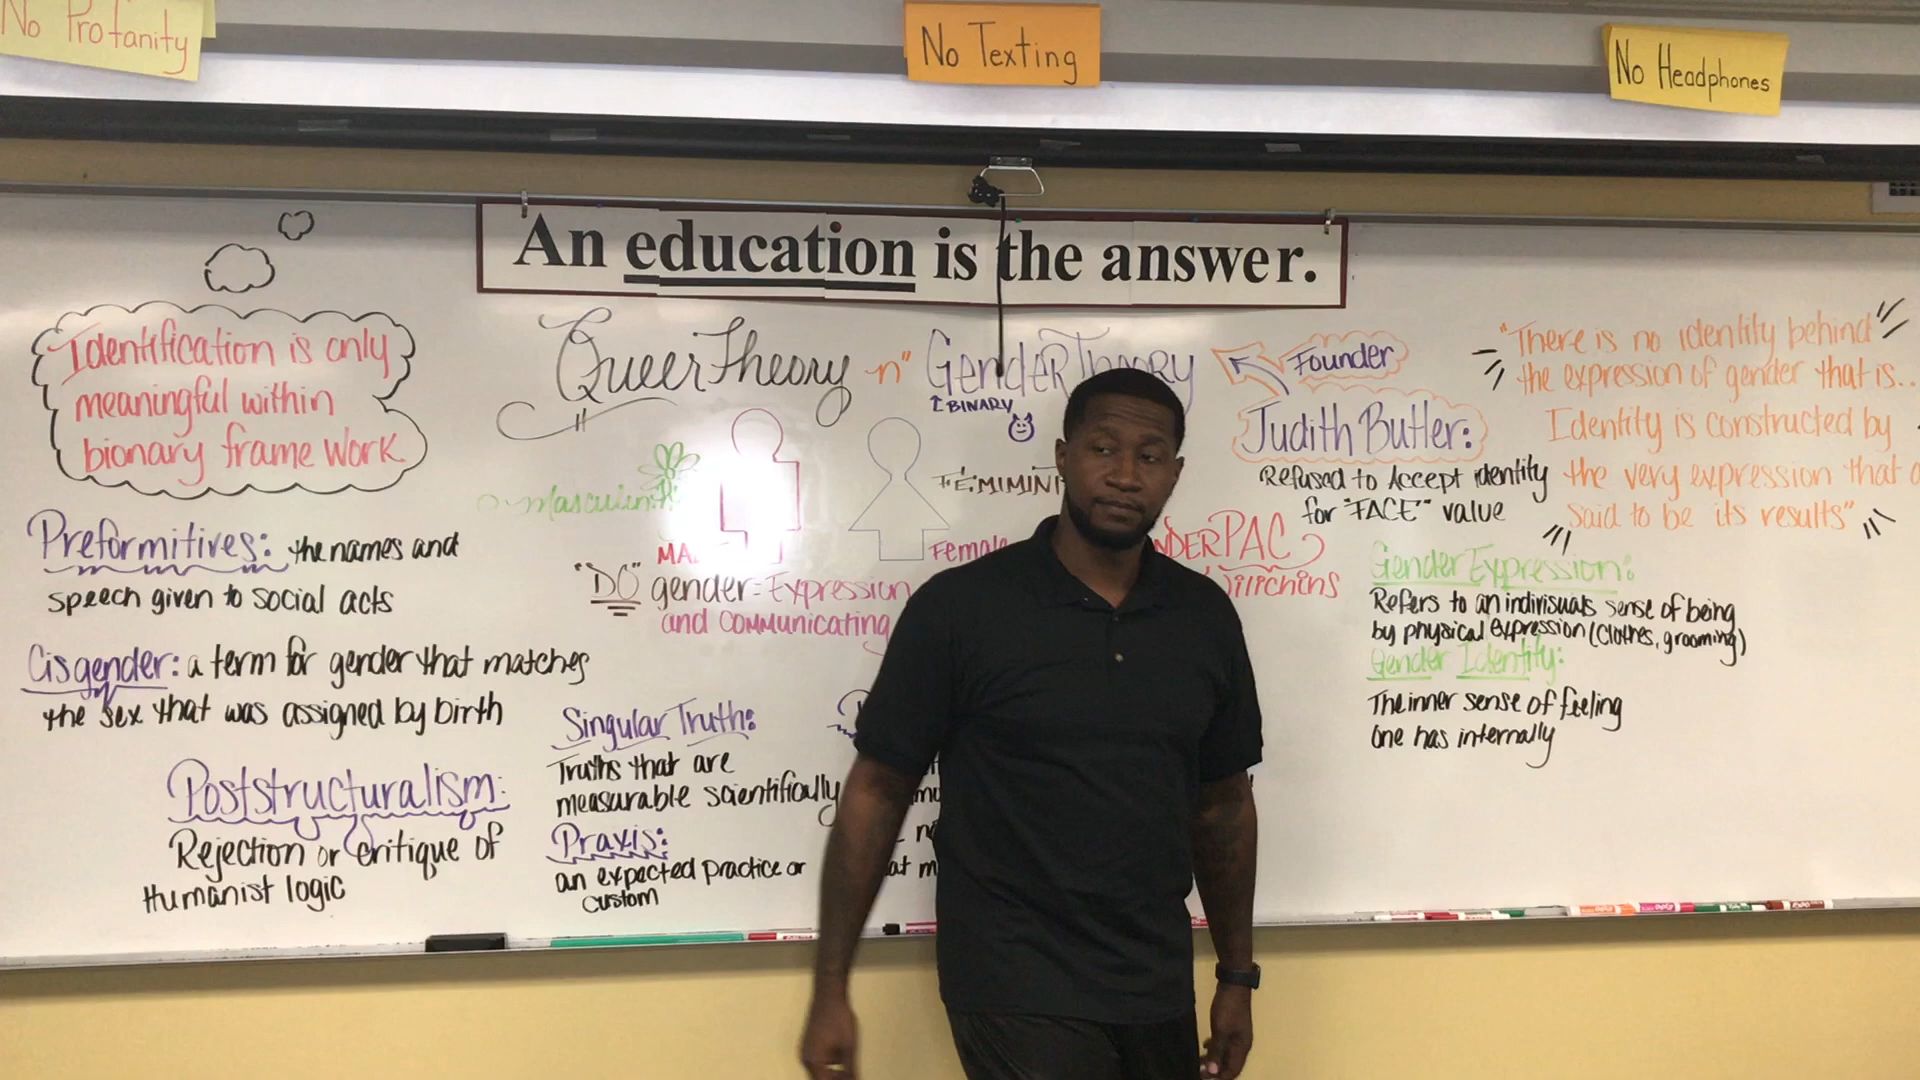 No Profanity
No Texting
No Headphones
An education is the answer.
Identification is only
meaningful within
bionary frame work
Preformitives: the names and
speech given to social acts
Cisgender: a term for gender that matches
the sex that was assigned by birth
Poststructuralism:
Rejection or critique of
Humanist logic
Queer Theory "n" Gender Theory
BINARY
Masculinity
MA
FEMIMINI
Female
"DO" gender = Expression
and communicating
Singular Truth:
Truths that are
measurable scientifically
Praxis:
an expected practice or
custom
at m
Founder
Judith Butler:
Refused to Accept identity
for "FACE" value
NDERPAC
"There is no identity behind
the expression of gender that is...
Identity is constructed by
the very expression that a
said to be its results"
Gender Expression:
Refers to an indivisuals sense of being
by physical expression (clothes, grooming)
Gender Identity:
The inner sense of feeling
one has internally